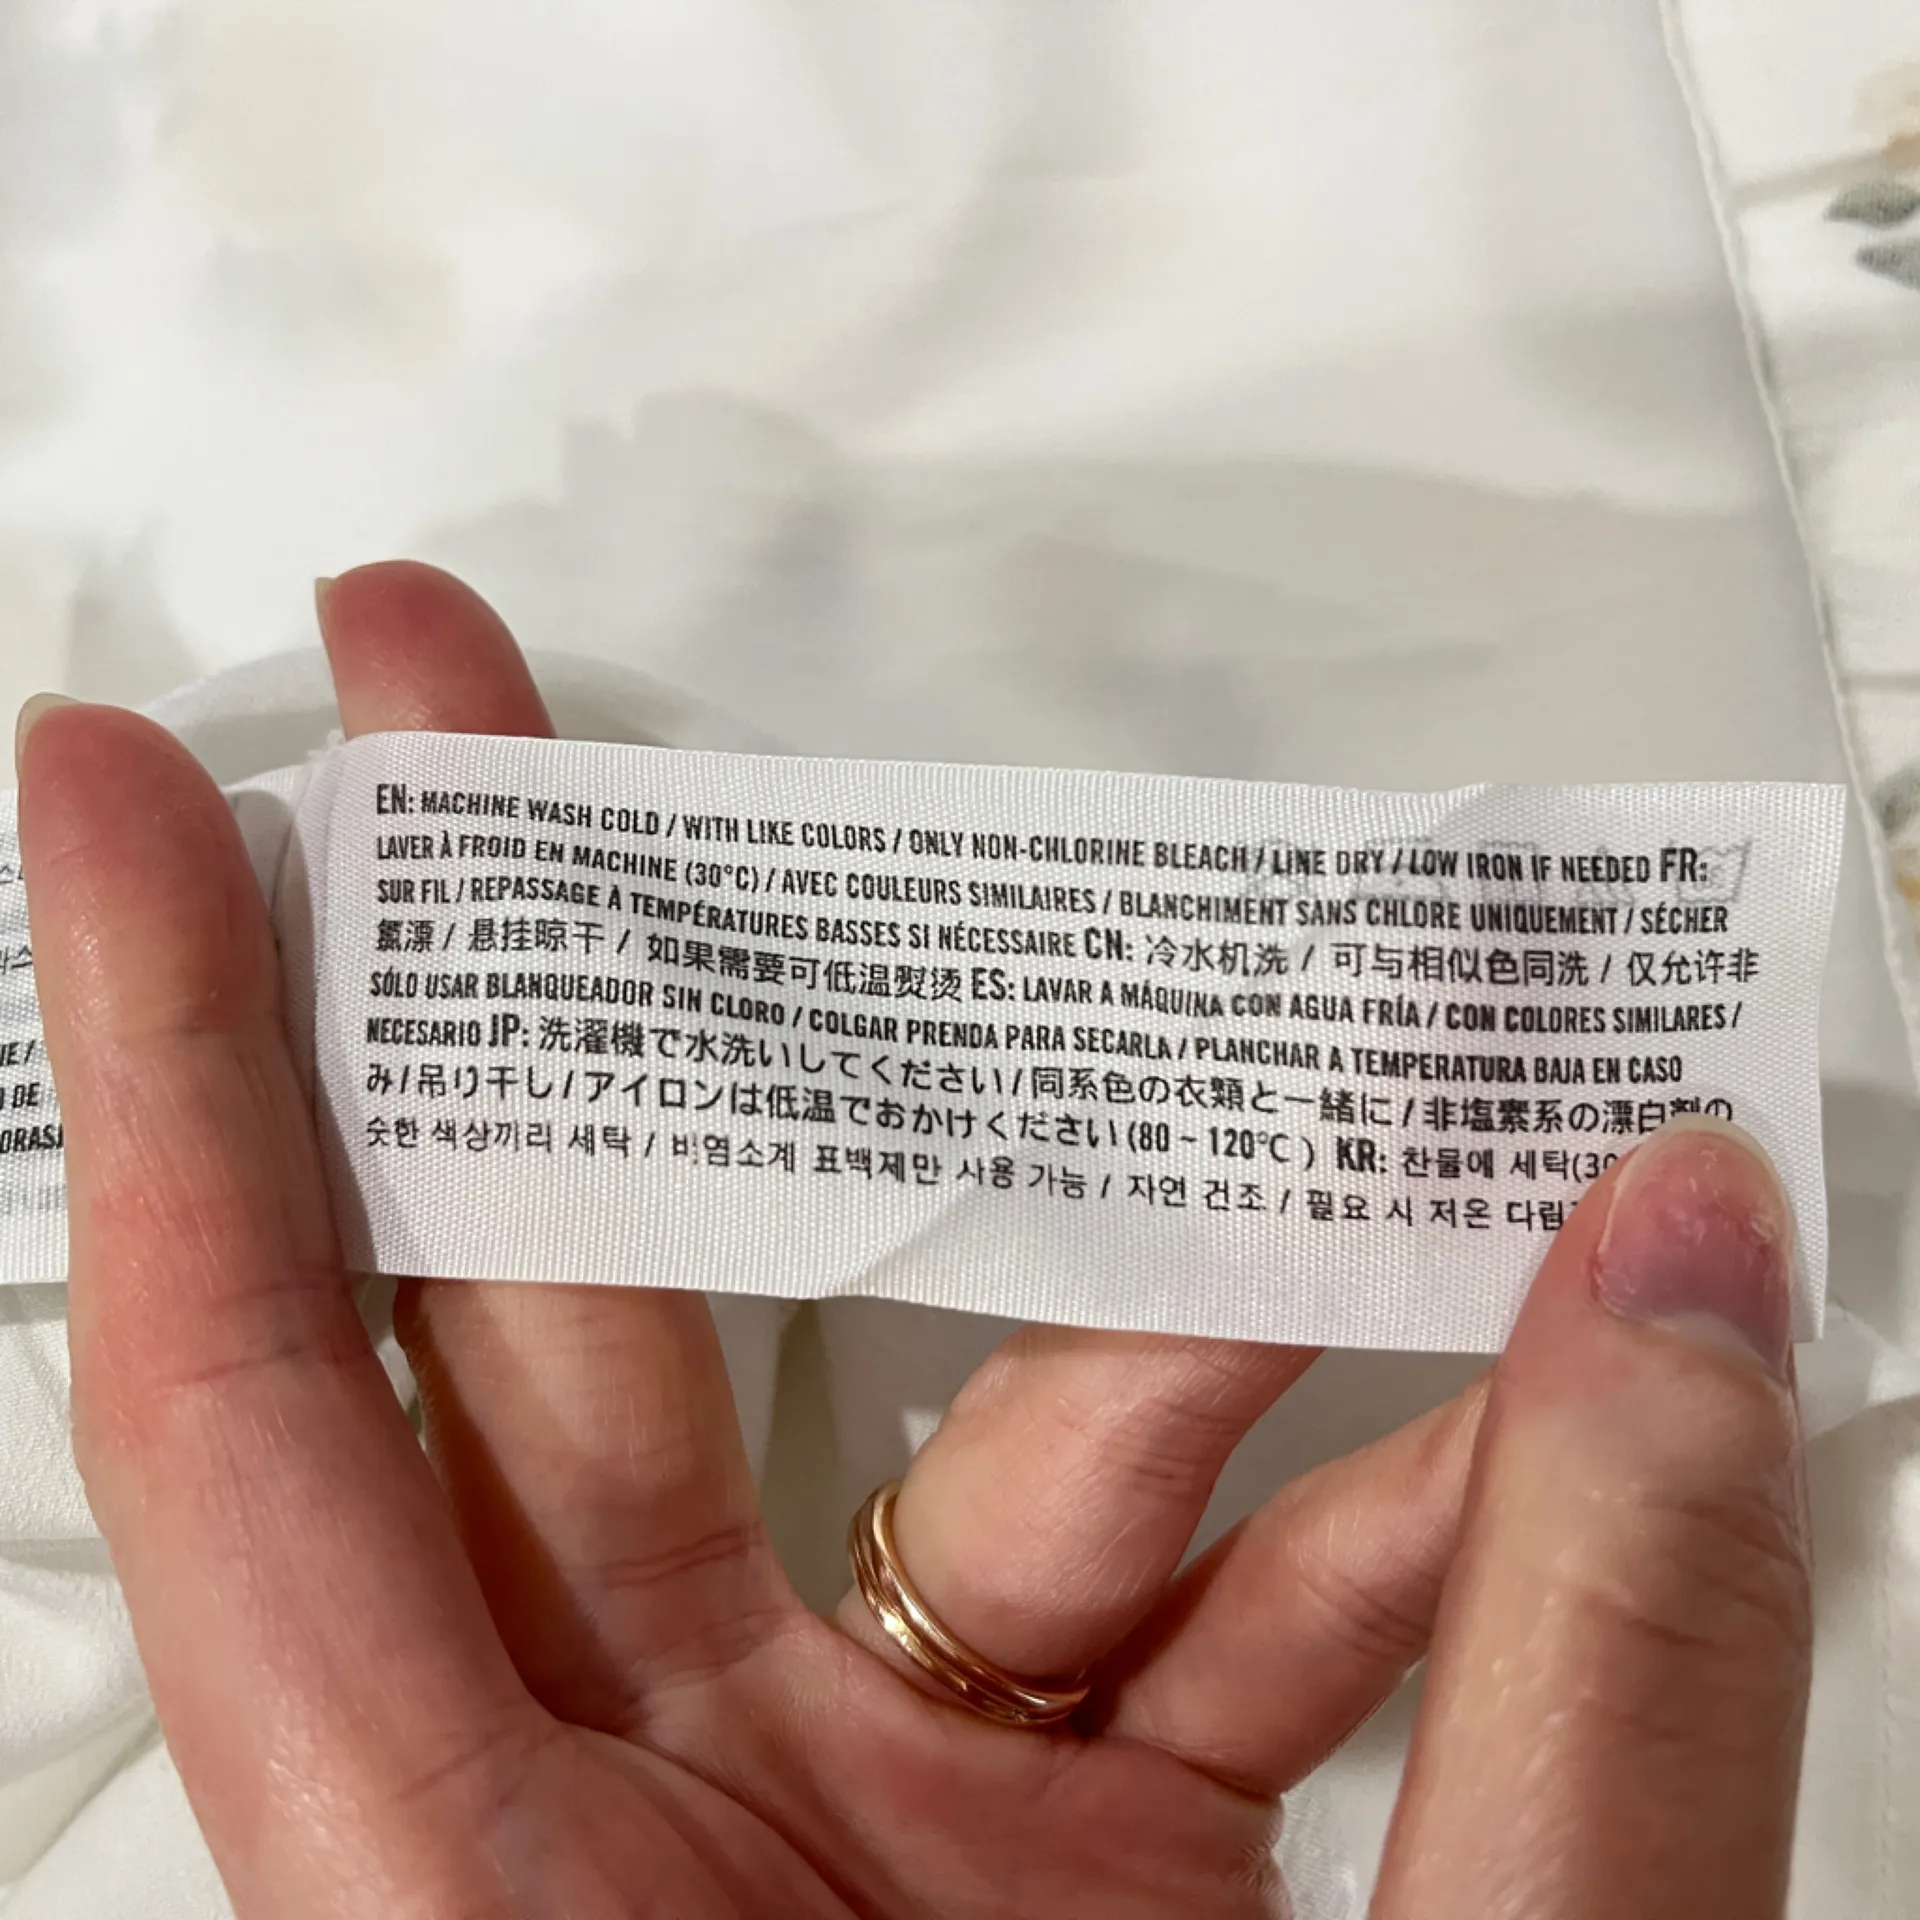 EN: MACHINE WASH COLD / WITH LIKE COLORS / ONLY NON-CHLORINE BLEACH / LINE DRY / LOW IRON IF NEEDED FR:
LAVER À FROID EN MACHINE (30°C) / AVEC COULEURS SIMILAIRES / BLANCHIMENT SANS CHLORE UNIQUEMENT / SÉCHER
SUR FIL / REPASSAGE À TEMPÉRATURES BASSES SI NÉCESSAIRE CN: 冷水机洗 / 可与相似色同洗 / 仅允许非
氯漂 / 悬挂晾干 / 如果需要可低温熨烫 ES: LAVAR A MÁQUINA CON AGUA FRÍA / CON COLORES SIMILARES /
SÓLO USAR BLANQUEADOR SIN CLORO / COLGAR PRENDA PARA SECARLA / PLANCHAR A TEMPERATURA BAJA EN CASO
NECESARIO JP: 洗濯機で水洗いしてください / 同系色の衣類と一緒に / 非塩素系の漂白剤の
み / 吊り干し / アイロンは低温でおかけください (80 ~ 120°C ) KR: 찬물에 세탁(30
슷한 색상끼리 세탁 / 비염소계 표백제만 사용 가능 / 자연 건조 / 필요 시 저온 다림
IE /
DE
ORAS